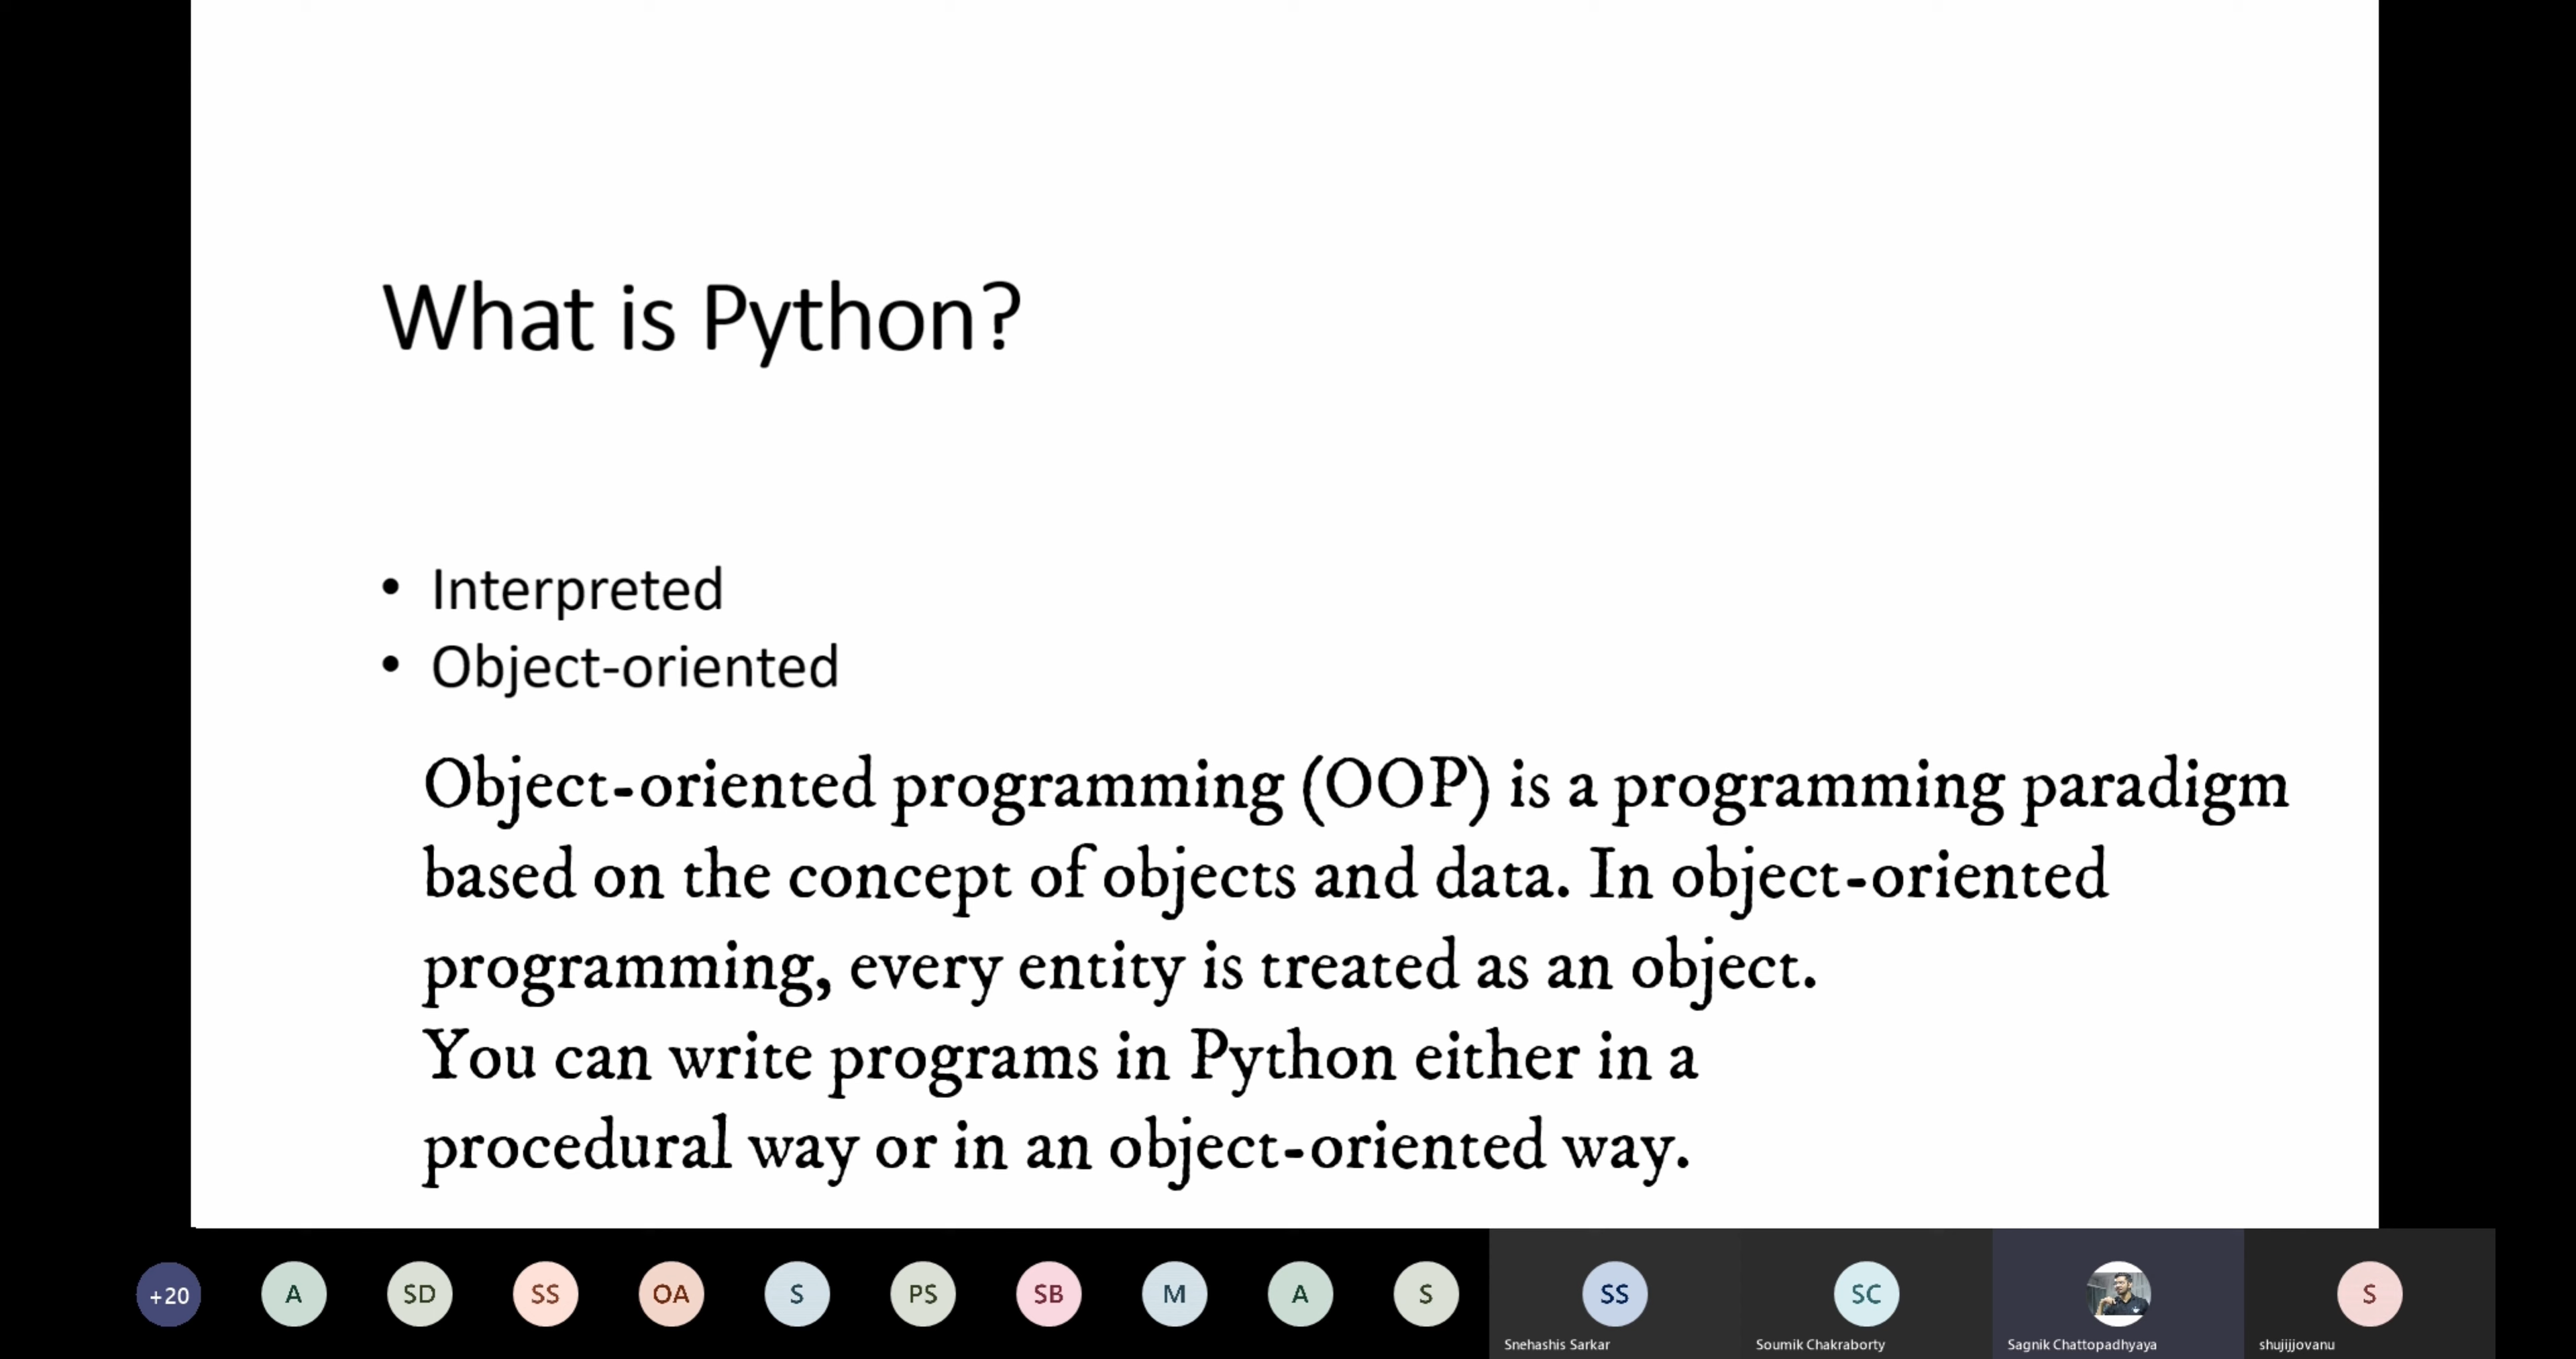 What is Python?
• Interpreted
• Object-oriented
Object-oriented programming (OOP) is a programming paradigm
based on the concept of objects and data. In object-oriented
programming, every entity is treated as an object.
You can write programs in Python either in a
procedural way or in an object-oriented way.
+20 A SD SS OA S PS SB M A S SS SC S
Snehashis Sarkar Soumik Chakraborty Sagnik Chattopadhyaya shujijjovanu